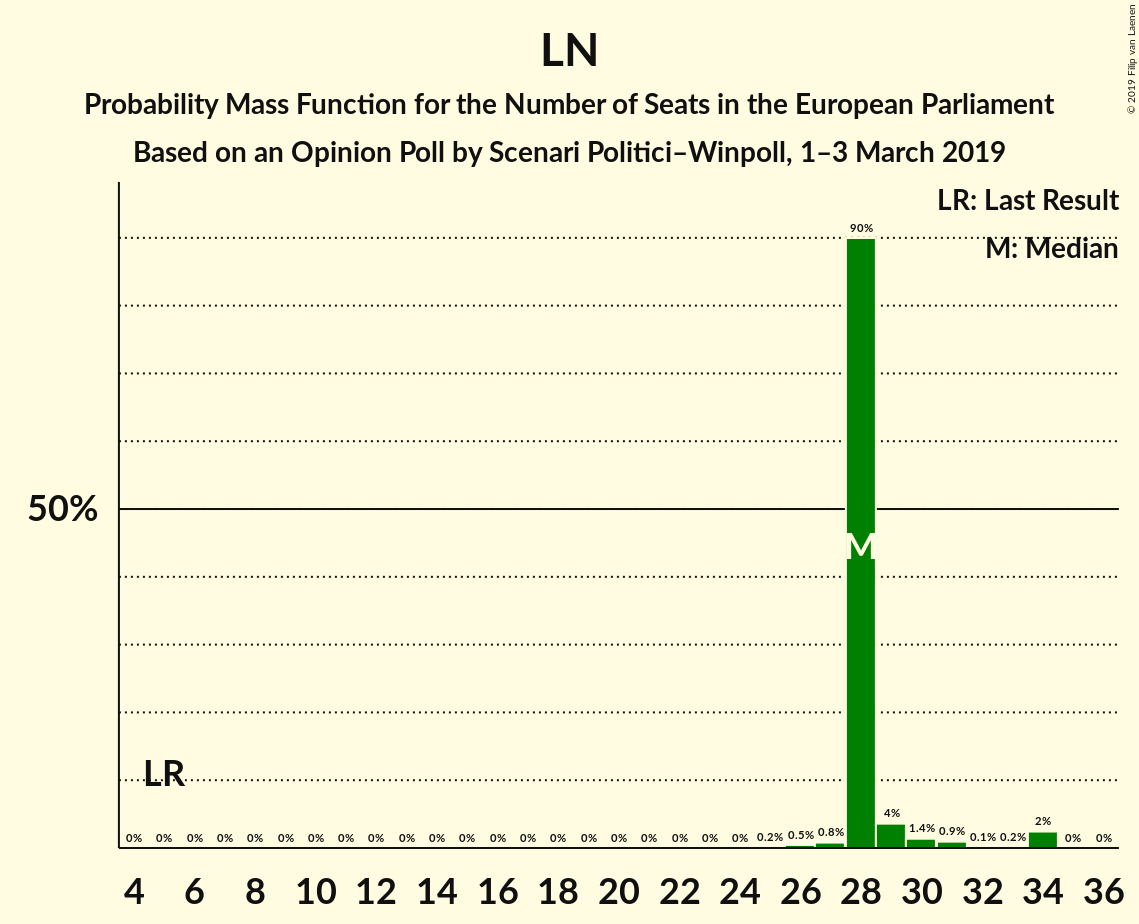 LN
Probability Mass Function for the Number of Seats in the European Parliament
Based on an Opinion Poll by Scenari Politici–Winpoll, 1–3 March 2019
© 2019 Filip van Laenen
LR: Last Result
M: Median
90%
50%
M
LR
0% 0% 0% 0% 0% 0% 0% 0% 0% 0% 0% 0% 0% 0% 0% 0% 0% 0% 0% 0% 0% 0.2% 0.5% 0.8% 4% 1.4% 0.9% 0.1% 0.2% 2% 0% 0%
4 6 8 10 12 14 16 18 20 22 24 26 28 30 32 34 36